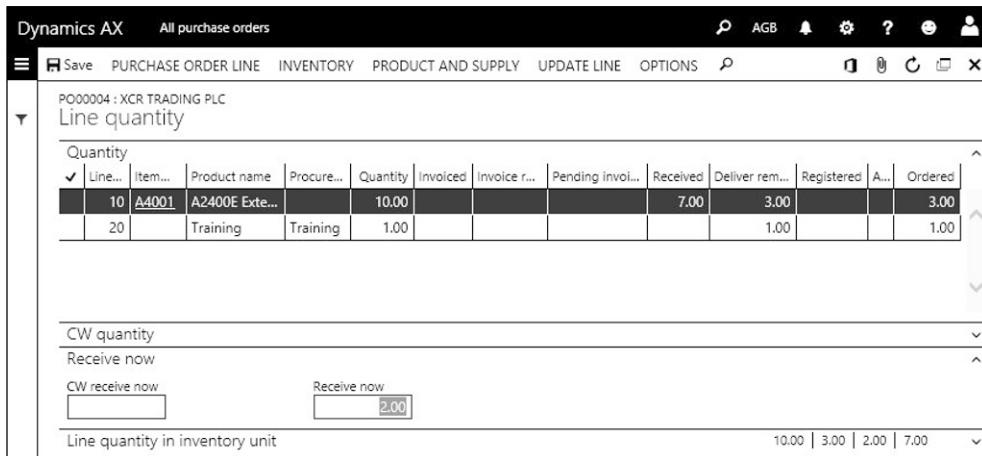 Dynamics AX All purchase orders AGB ?
Save PURCHASE ORDER LINE INVENTORY PRODUCT AND SUPPLY UPDATE LINE OPTIONS
PO00004 : XCR TRADING PLC
Line quantity
Quantity
Line... Item... Product name Procure... Quantity Invoiced Invoice r... Pending invoi... Received Deliver rem... Registered A... Ordered
10 A4001 A2400E Exte... 10.00 7.00 3.00 3.00
20 Training Training 1.00 1.00 1.00
CW quantity
Receive now
CW receive now Receive now
2.00
Line quantity in inventory unit 10.00 | 3.00 | 2.00 | 7.00